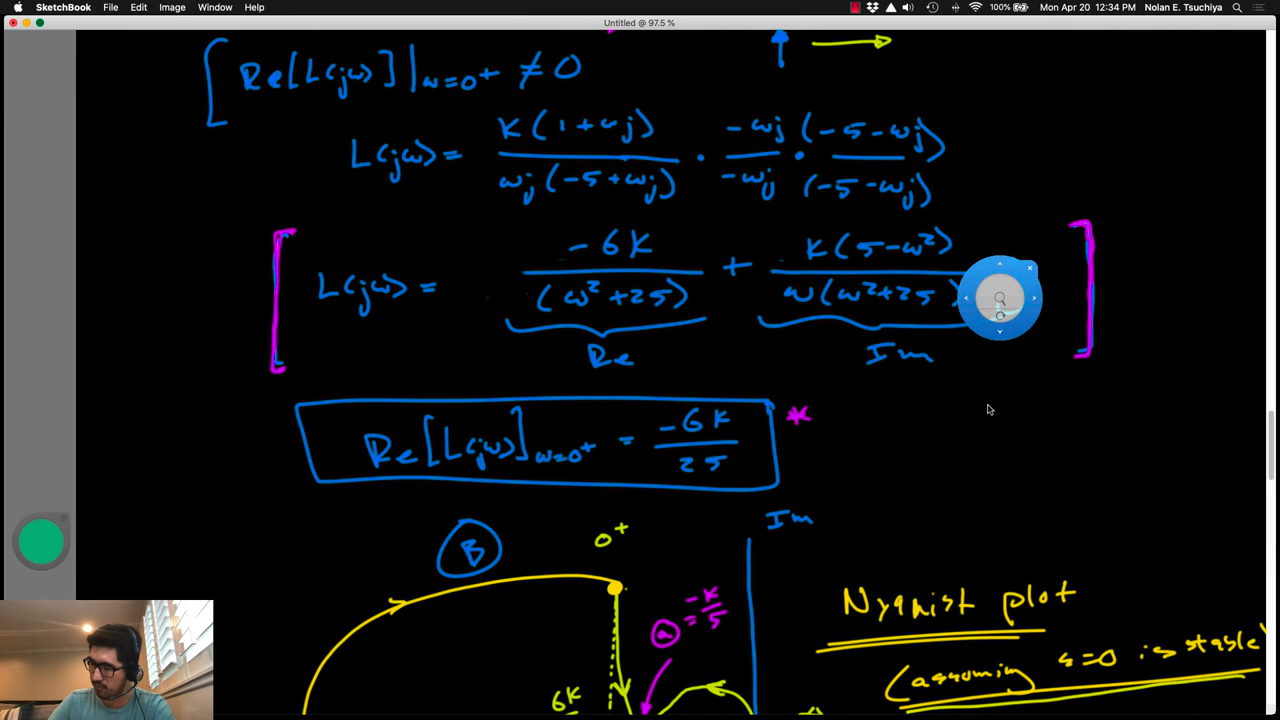 SketchBook File Edit Image Window Help 100% Mon Apr 20 12:34 PM Nolan E. Tsuchiya
Untitled @ 97.5 %
[ Re[L(jω)]|ω=0+ ≠ 0
L(jω) = K(1+ωj) / ωj(-5+ωj) · -ωj / -ωj · (-5-ωj) / (-5-ωj)
[ L(jω) = -6K / (ω²+25) + K(5-ω²) / ω(ω²+25) ]
Re Im
Re[L(jω)]ω=0+ = -6K / 25 *
B 0+ Im
Nyquist plot
a = -K/5
(assuming s=0 is stable
6K